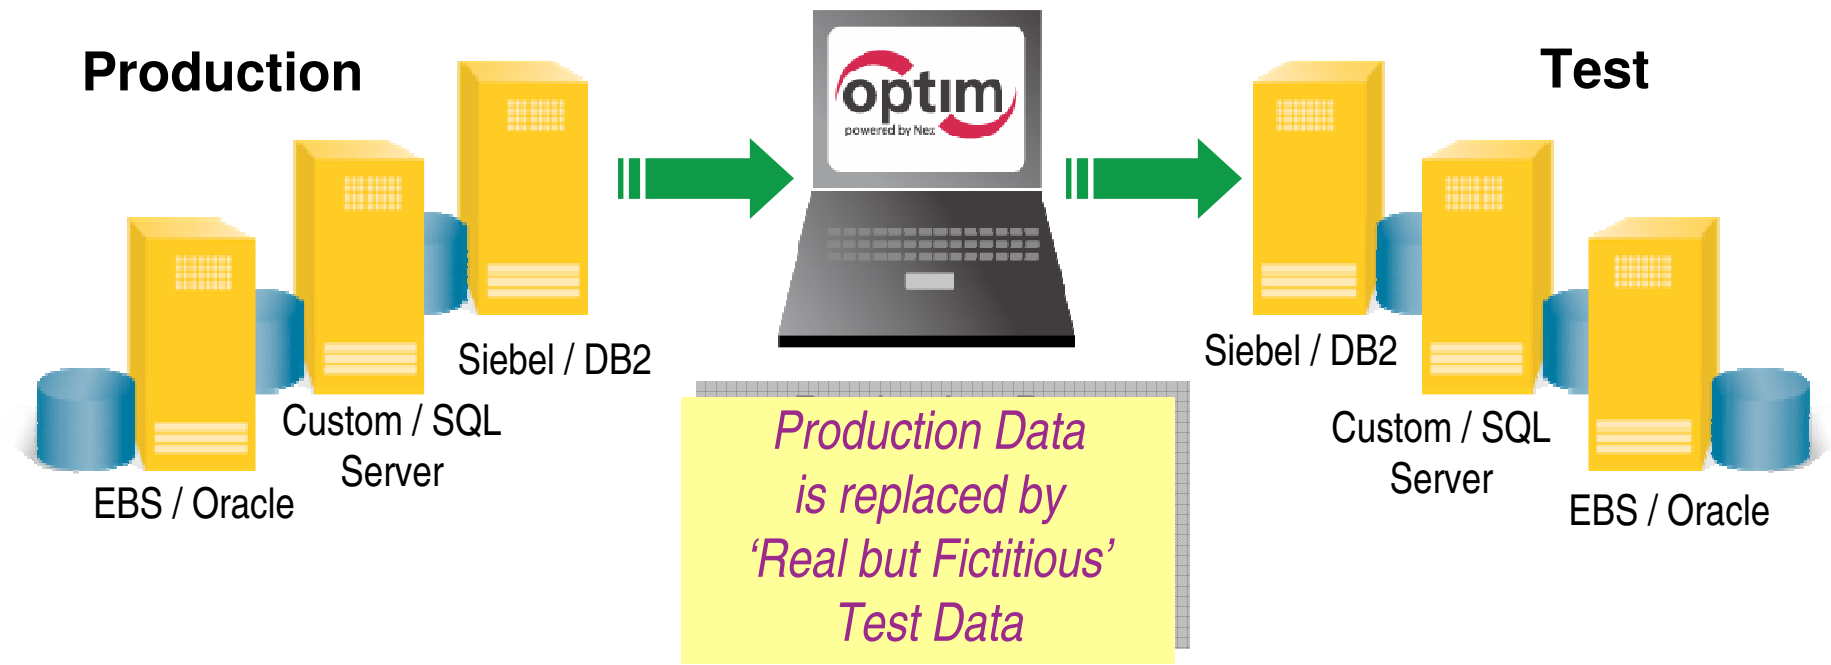 Production
Test
optim
powered by Nex
Siebel / DB2
Custom / SQL
Server
EBS / Oracle
Siebel / DB2
Custom / SQL
Server
EBS / Oracle
Production Data
is replaced by
‘Real but Fictitious’
Test Data